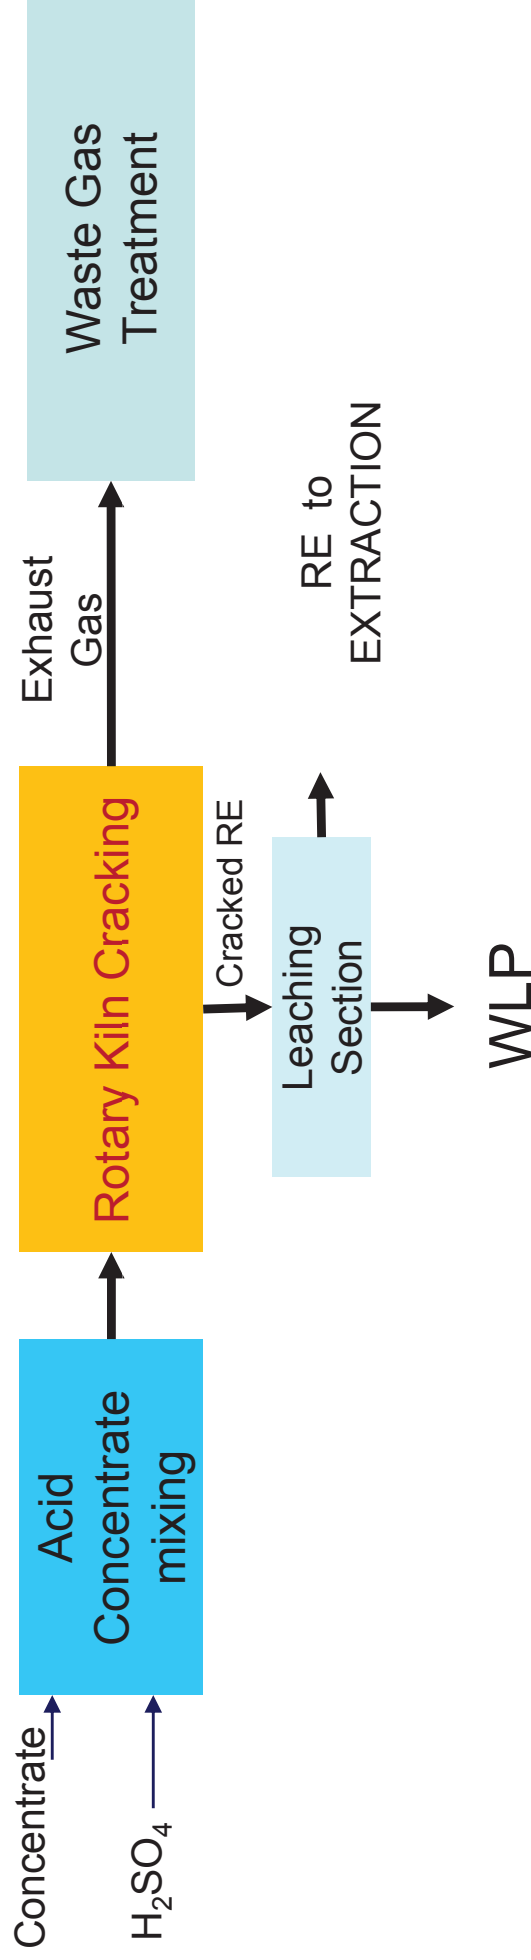 Concentrate
H₂SO₄
Acid
Concentrate
mixing
Rotary Kiln Cracking
Exhaust
Gas
Waste Gas
Treatment
Cracked RE
Leaching
Section
RE to
EXTRACTION
WLP